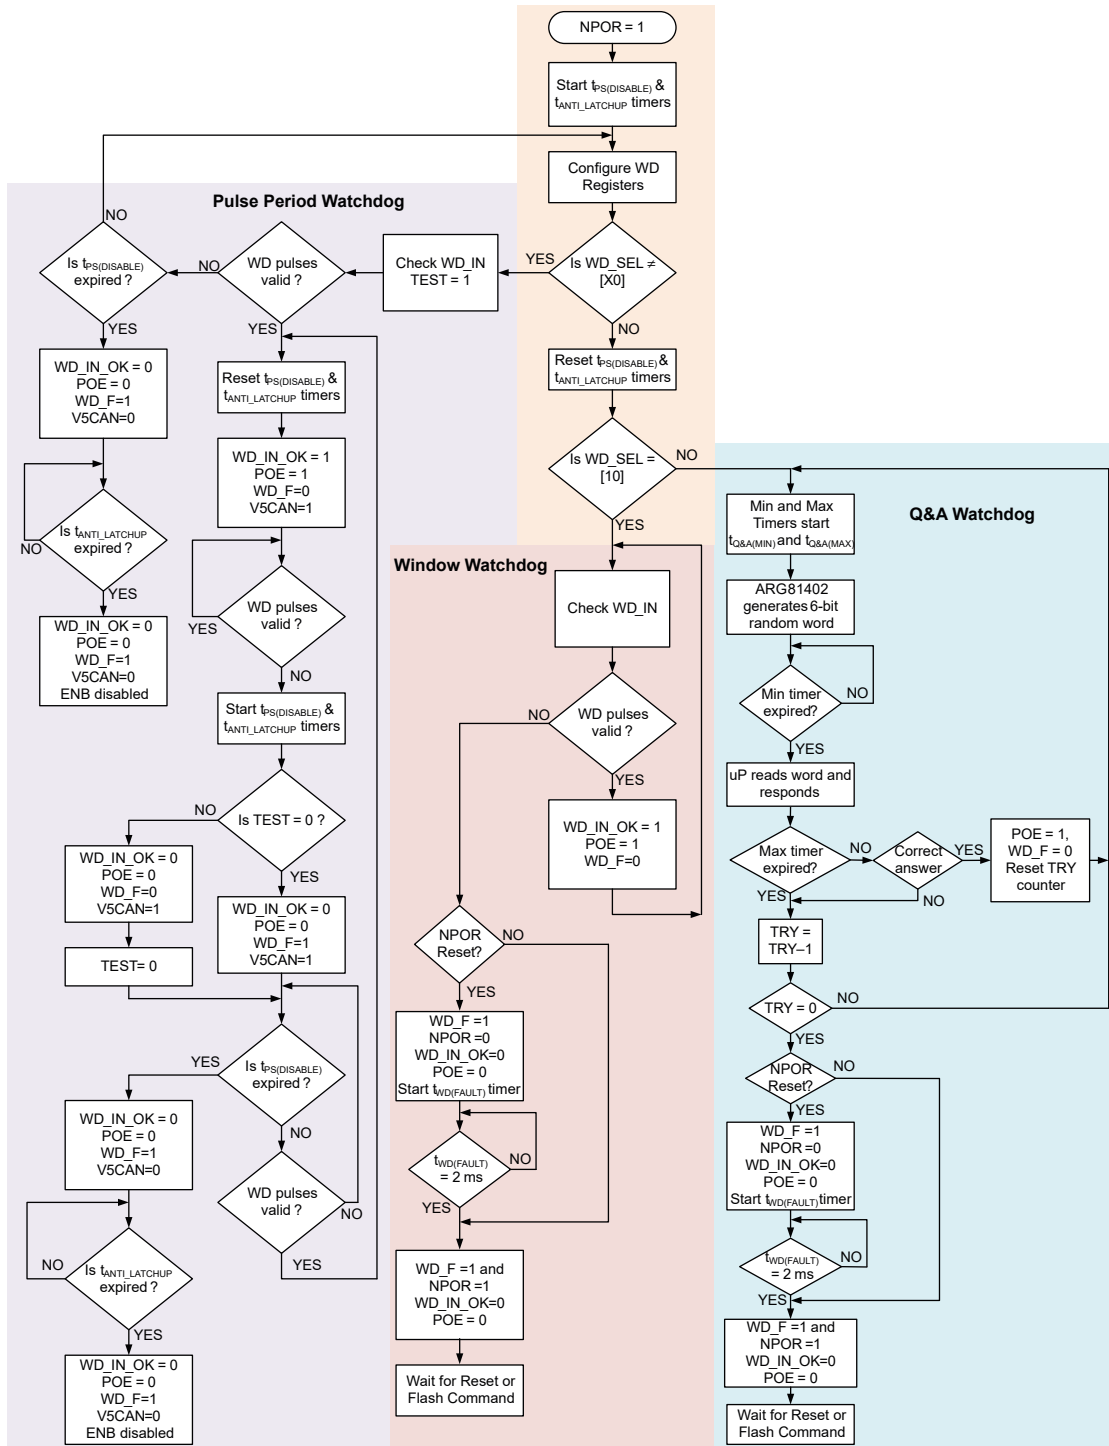 NPOR = 1
Start tPS(DISABLE) &
tANTI_LATCHUP timers
Configure WD
Registers
Is WD_SEL ≠
[X0]
YES
NO
Reset tPS(DISABLE) &
tANTI_LATCHUP timers
Is WD_SEL =
[10]
NO
YES
Pulse Period Watchdog
Check WD_IN
TEST = 1
WD pulses
valid ?
NO
YES
Is tPS(DISABLE)
expired ?
NO
YES
WD_IN_OK = 0
POE = 0
WD_F=1
V5CAN=0
Is tANTI_LATCHUP
expired ?
NO
YES
WD_IN_OK = 0
POE = 0
WD_F=1
V5CAN=0
ENB disabled
Reset tPS(DISABLE) &
tANTI_LATCHUP timers
WD_IN_OK = 1
POE = 1
WD_F=0
V5CAN=1
WD pulses
valid ?
YES
NO
Start tPS(DISABLE) &
tANTI_LATCHUP timers
Is TEST = 0 ?
NO
YES
WD_IN_OK = 0
POE = 0
WD_F=0
V5CAN=1
TEST= 0
WD_IN_OK = 0
POE = 0
WD_F=1
V5CAN=1
Is tPS(DISABLE)
expired ?
YES
NO
WD_IN_OK = 0
POE = 0
WD_F=1
V5CAN=0
WD pulses
valid ?
NO
YES
Is tANTI_LATCHUP
expired ?
NO
YES
WD_IN_OK = 0
POE = 0
WD_F=1
V5CAN=0
ENB disabled
Window Watchdog
Check WD_IN
WD pulses
valid ?
NO
YES
WD_IN_OK = 1
POE = 1
WD_F=0
NPOR
Reset?
NO
YES
WD_F =1
NPOR =0
WD_IN_OK=0
POE = 0
Start tWD(FAULT) timer
tWD(FAULT)
= 2 ms
NO
YES
WD_F =1 and
NPOR =1
WD_IN_OK=0
POE = 0
Wait for Reset or
Flash Command
Q&A Watchdog
Min and Max
Timers start
tQ&A(MIN) and tQ&A(MAX)
ARG81402
generates 6-bit
random word
Min timer
expired?
NO
YES
uP reads word and
responds
Max timer
expired?
NO
YES
Correct
answer
YES
NO
POE = 1,
WD_F = 0
Reset TRY
counter
TRY =
TRY–1
TRY = 0
NO
YES
NPOR
Reset?
NO
YES
WD_F =1
NPOR =0
WD_IN_OK=0
POE = 0
Start tWD(FAULT) timer
tWD(FAULT)
= 2 ms
NO
YES
WD_F =1 and
NPOR =1
WD_IN_OK=0
POE = 0
Wait for Reset or
Flash Command